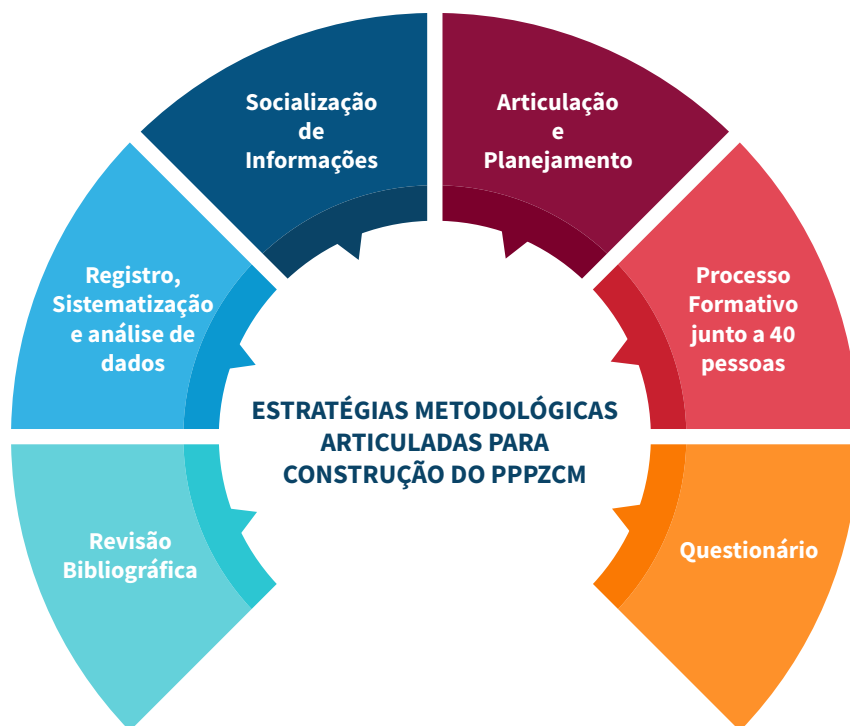 Socialização
de
Informações
Articulação
e
Planejamento
Registro,
Sistematização
e análise de
dados
Processo
Formativo
junto a 40
pessoas
ESTRATÉGIAS METODOLÓGICAS
ARTICULADAS PARA
CONSTRUÇÃO DO PPPZCM
Revisão
Bibliográfica
Questionário